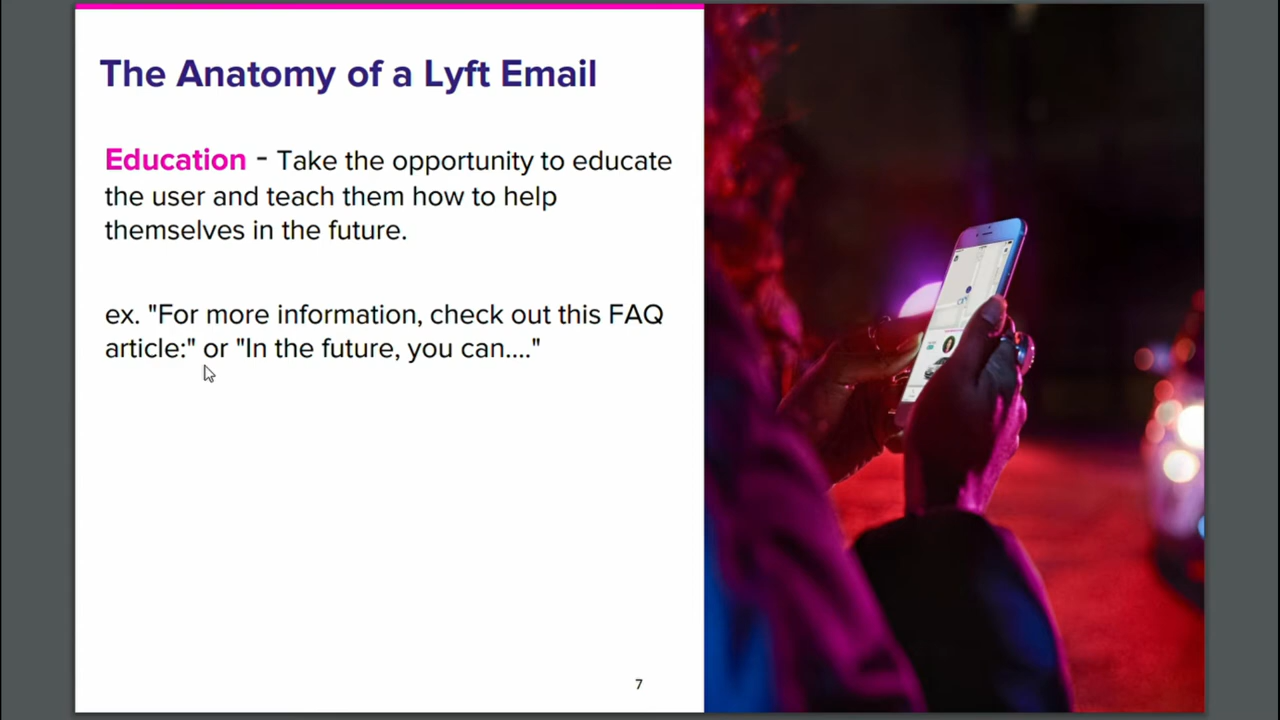 The Anatomy of a Lyft Email
Education - Take the opportunity to educate
the user and teach them how to help
themselves in the future.
ex. "For more information, check out this FAQ
article:" or "In the future, you can...."
7